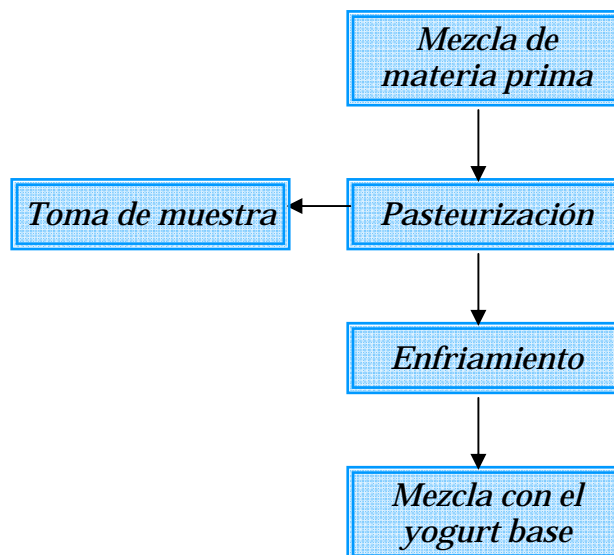 Mezcla de
materia prima
Toma de muestra
Pasteurización
Enfriamiento
Mezcla con el
yogurt base